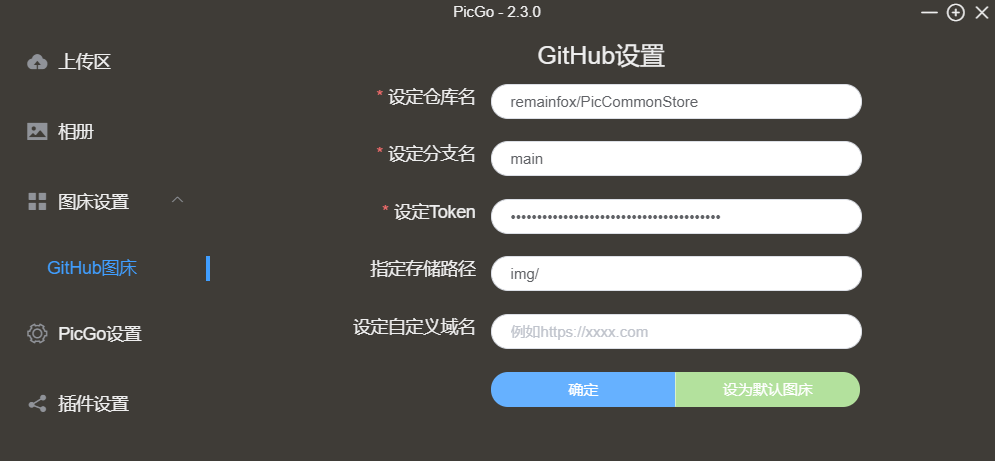 PicGo - 2.3.0
上传区
相册
图床设置
GitHub图床
PicGo设置
插件设置
GitHub设置
* 设定仓库名 remainfox/PicCommonStore
* 设定分支名 main
* 设定Token ••••••••••••••••••••••••••••••••••••••••
指定存储路径 img/
设定自定义域名 例如https://xxxx.com
确定 设为默认图床